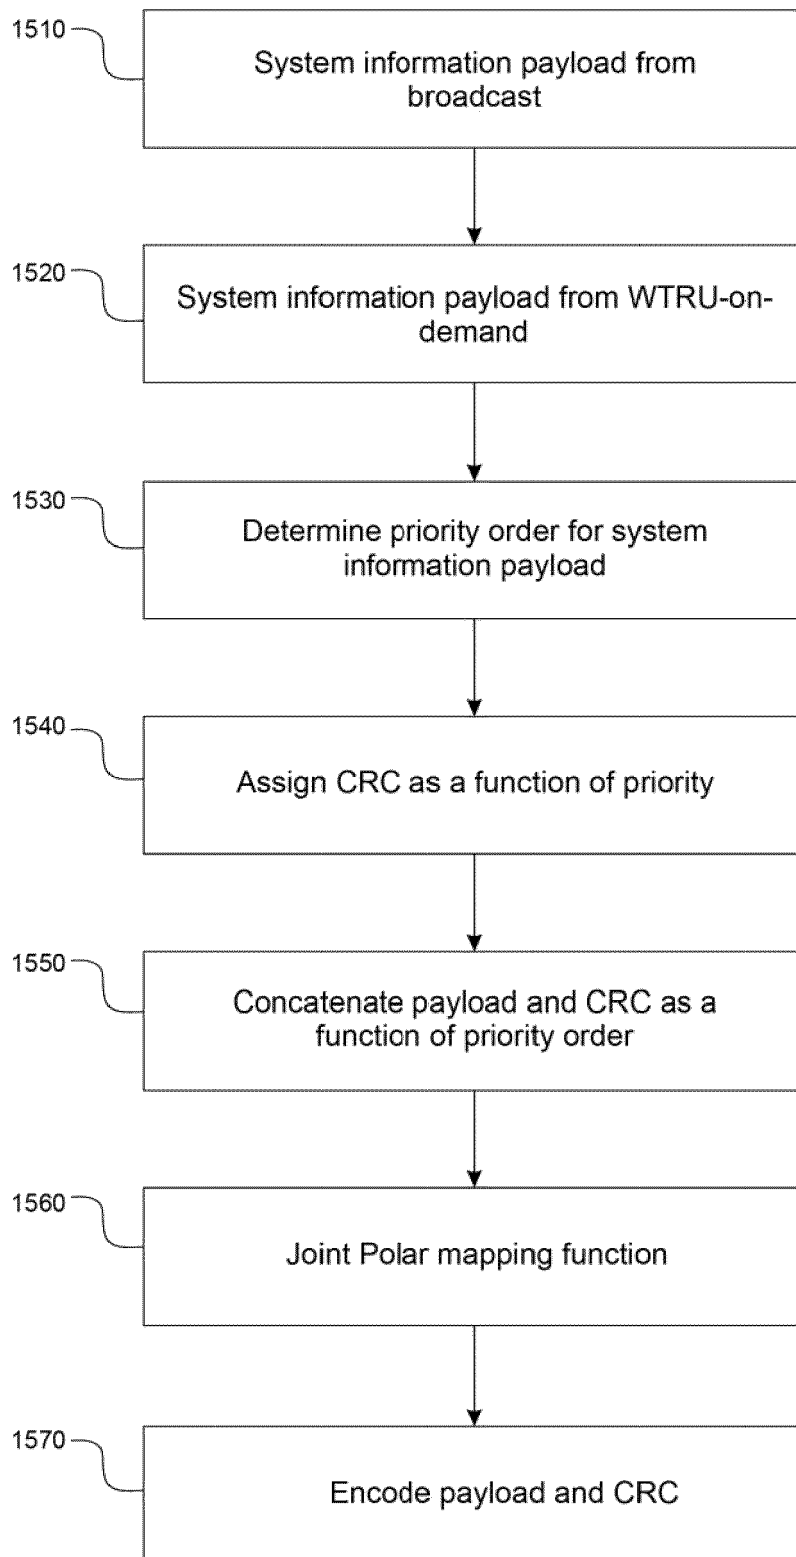 1510
System information payload from
broadcast
1520
System information payload from WTRU-on-
demand
1530
Determine priority order for system
information payload
1540
Assign CRC as a function of priority
1550
Concatenate payload and CRC as a
function of priority order
1560
Joint Polar mapping function
1570
Encode payload and CRC